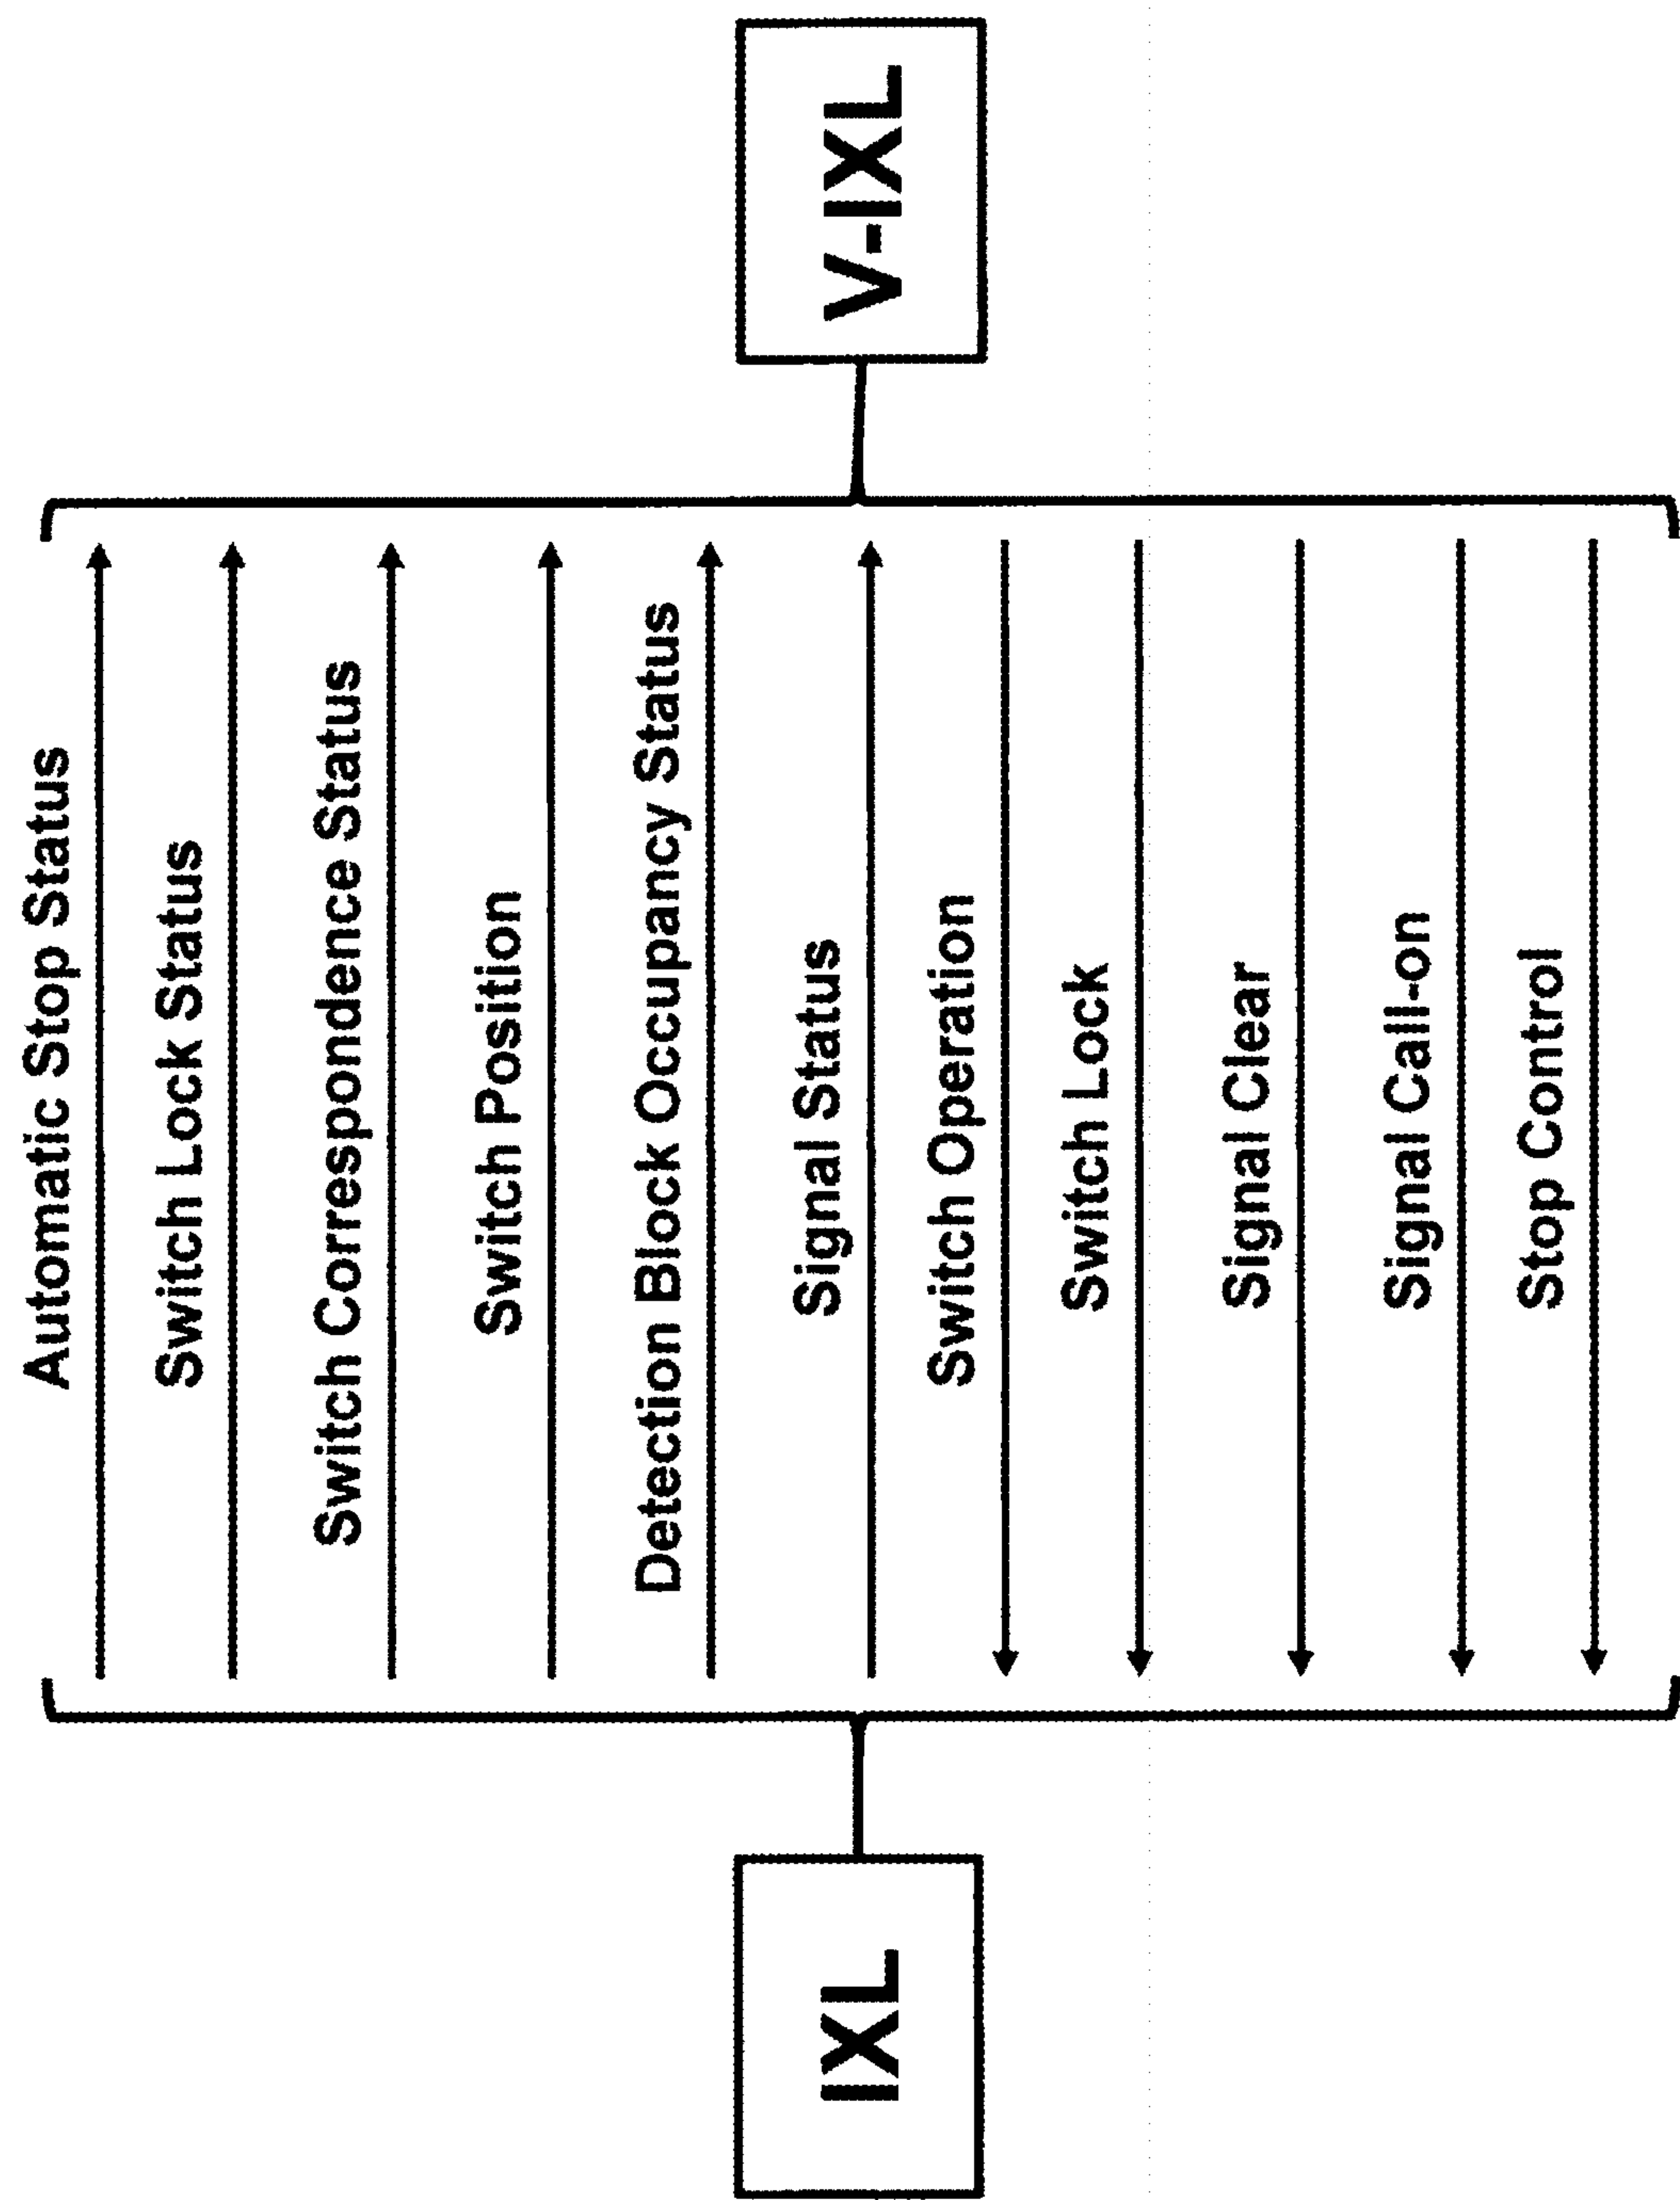 IXL
Automatic Stop Status
Switch Lock Status
Switch Correspondence Status
Switch Position
Detection Block Occupancy Status
Signal Status
Switch Operation
Switch Lock
Signal Clear
Signal Call-on
Stop Control
V-IXL